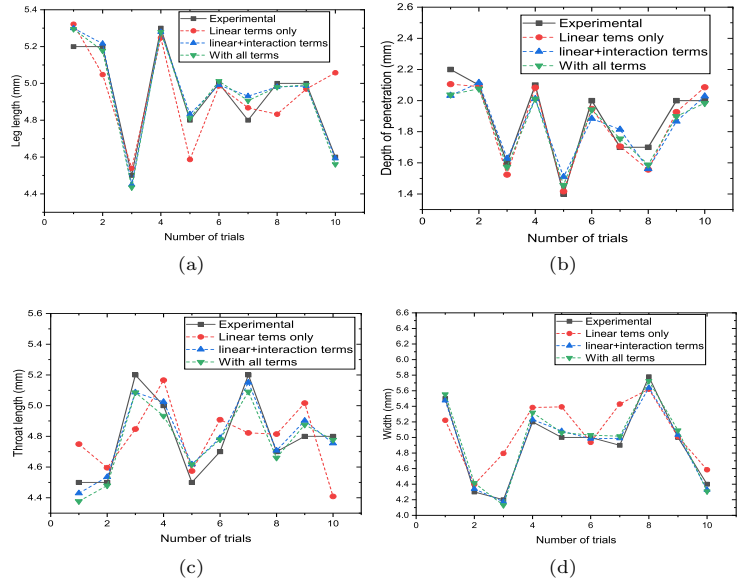 5.4
5.2
5.0
4.8
4.6
4.4
Leg length (mm)
0 2 4 6 8 10
Number of trials
Experimental
Linear tems only
linear+interaction terms
With all terms
(a)
2.6
2.4
2.2
2.0
1.8
1.6
1.4
Depth of penetration (mm)
0 2 4 6 8 10
Number of trials
Experimental
Linear tems only
linear+interaction terms
With all terms
(b)
5.6
5.4
5.2
5.0
4.8
4.6
4.4
Throat length (mm)
0 2 4 6 8 10
Number of trials
Experimental
Linear tems only
linear+interaction terms
With all terms
(c)
6.6
6.4
6.2
6.0
5.8
5.6
5.4
5.2
5.0
4.8
4.6
4.4
4.2
4.0
Width (mm)
0 2 4 6 8 10
Number of trials
Experimental
Linear tems only
linear+interaction terms
With all terms
(d)